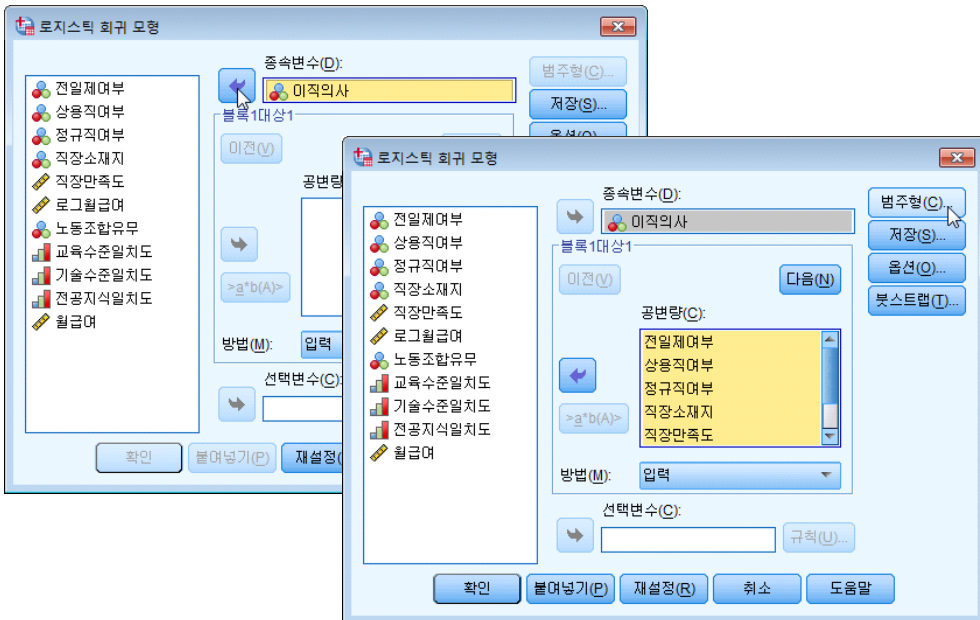 로지스틱 회귀 모형
종속변수(D):
이직의사
범주형(C)...
저장(S)...
옵션(O)...
전일제여부
상용직여부
정규직여부
직장소재지
직장만족도
로그월급여
노동조합유무
교육수준일치도
기술수준일치도
전공지식일치도
월급여
블록1대상1
이전(V)
공변량
>a*b(A)>
방법(M):
입력
선택변수(C):
확인
붙여넣기(P)
재설정(
로지스틱 회귀 모형
종속변수(D):
이직의사
범주형(C)...
저장(S)...
옵션(O)...
붓스트랩(T)...
전일제여부
상용직여부
정규직여부
직장소재지
직장만족도
로그월급여
노동조합유무
교육수준일치도
기술수준일치도
전공지식일치도
월급여
블록1대상1
이전(V)
다음(N)
공변량(C):
전일제여부
상용직여부
정규직여부
직장소재지
직장만족도
>a*b(A)>
방법(M):
입력
선택변수(C):
규칙(U)...
확인
붙여넣기(P)
재설정(R)
취소
도움말